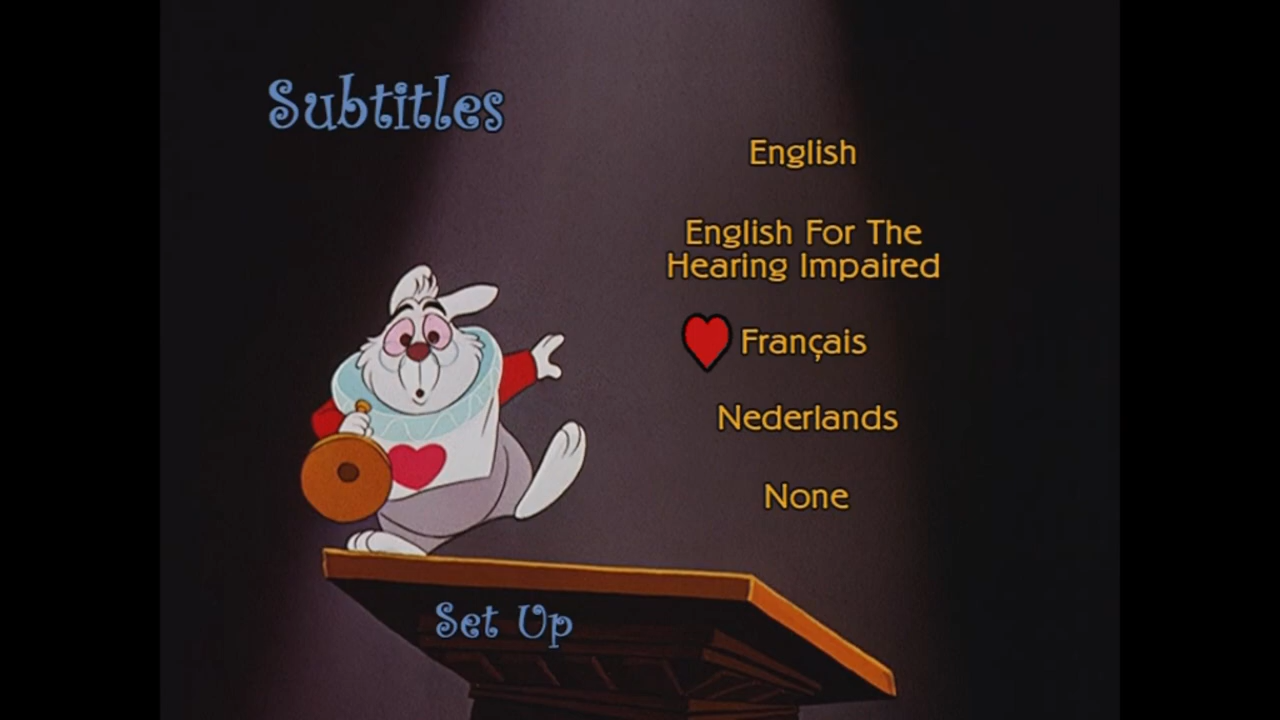 Subtitles
English
English For The
Hearing Impaired
Français
Nederlands
None
Set Up